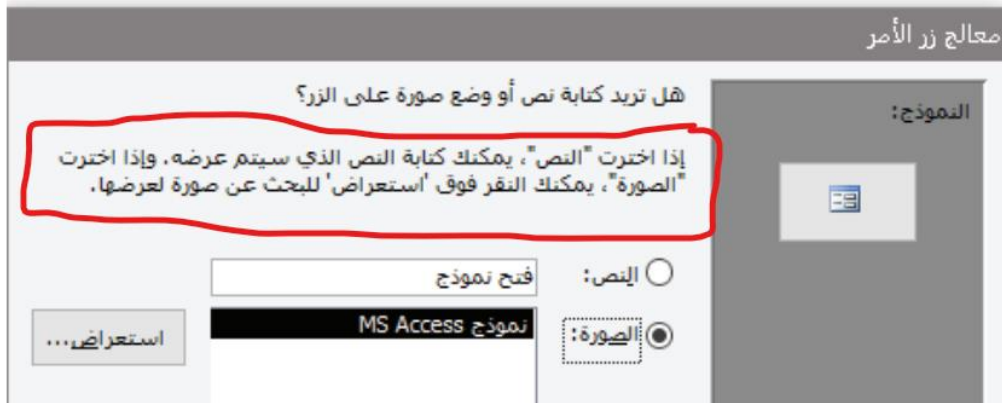 معالج زر الأمر
النموذج:
هل تريد كتابة نص أو وضع صورة على الزر؟
إذا اخترت "النص"، يمكنك كتابة النص الذي سيتم عرضه. وإذا اخترت
"الصورة"، يمكنك النقر فوق 'استعراض' للبحث عن صورة لعرضها.
النص:
فتح نموذج
الصورة:
نموذج MS Access
استعراض...